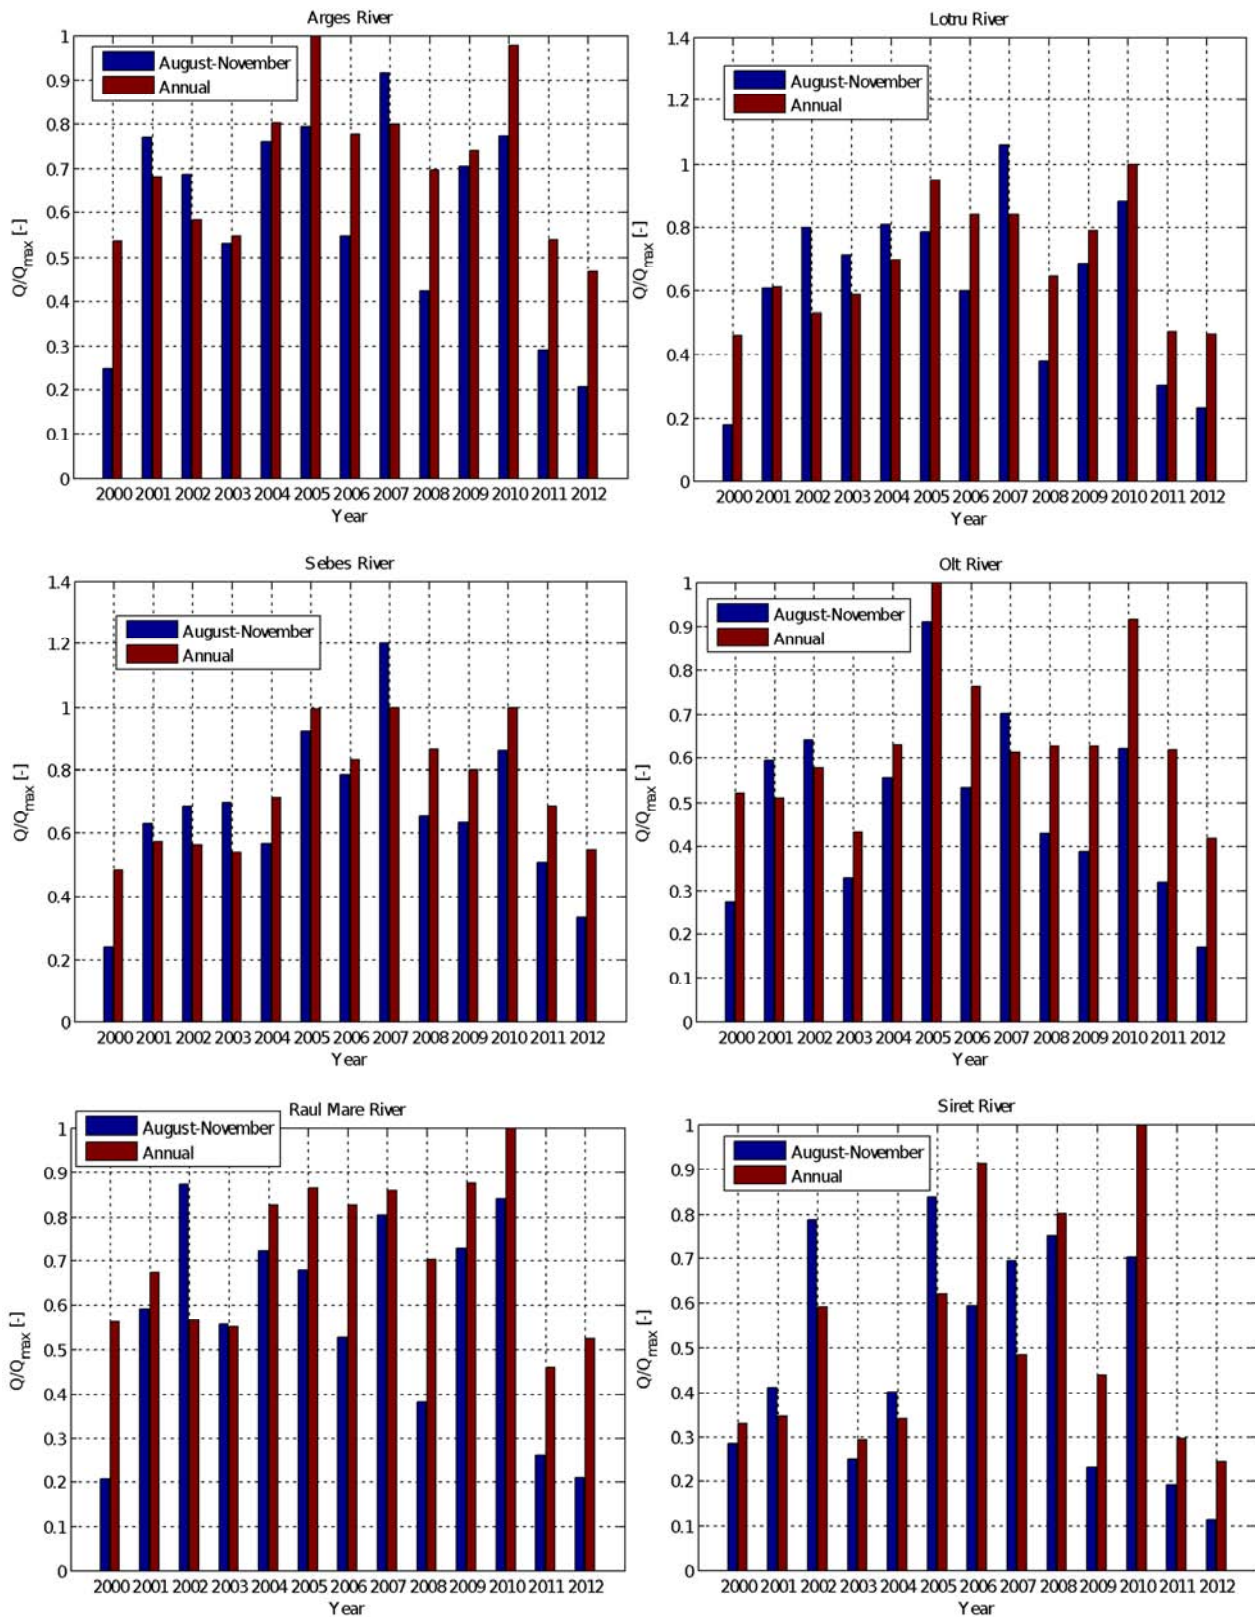 Arges River
August-November
Annual
1
0.9
0.8
0.7
0.6
0.5
0.4
0.3
0.2
0.1
0
Q/Qmax [-]
2000 2001 2002 2003 2004 2005 2006 2007 2008 2009 2010 2011 2012
Year
Lotru River
August-November
Annual
1.4
1.2
1
0.8
0.6
0.4
0.2
0
Q/Qmax [-]
2000 2001 2002 2003 2004 2005 2006 2007 2008 2009 2010 2011 2012
Year
Sebes River
August-November
Annual
1.4
1.2
1
0.8
0.6
0.4
0.2
0
Q/Qmax [-]
2000 2001 2002 2003 2004 2005 2006 2007 2008 2009 2010 2011 2012
Year
Olt River
August-November
Annual
1
0.9
0.8
0.7
0.6
0.5
0.4
0.3
0.2
0.1
0
Q/Qmax [-]
2000 2001 2002 2003 2004 2005 2006 2007 2008 2009 2010 2011 2012
Year
Raul Mare River
August-November
Annual
1
0.9
0.8
0.7
0.6
0.5
0.4
0.3
0.2
0.1
0
Q/Qmax [-]
2000 2001 2002 2003 2004 2005 2006 2007 2008 2009 2010 2011 2012
Year
Siret River
August-November
Annual
1
0.9
0.8
0.7
0.6
0.5
0.4
0.3
0.2
0.1
0
Q/Qmax [-]
2000 2001 2002 2003 2004 2005 2006 2007 2008 2009 2010 2011 2012
Year